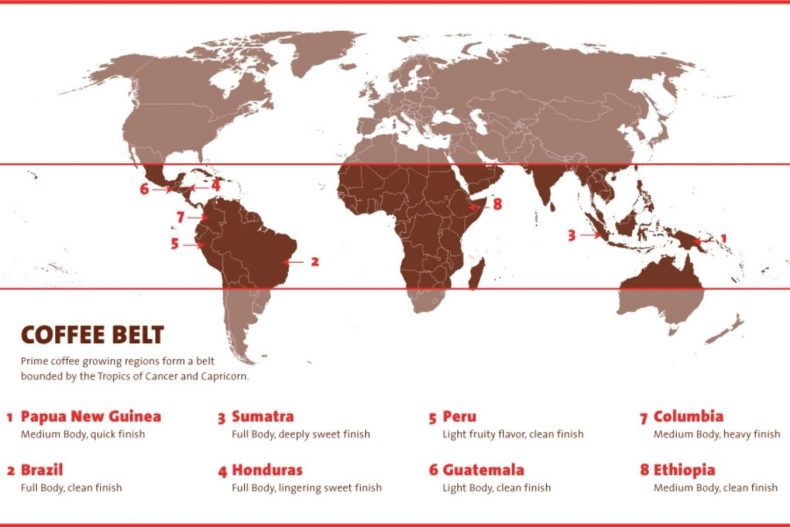 6
4
7
8
5
3
1
2
COFFEE BELT
Prime coffee growing regions form a belt
bounded by the Tropics of Cancer and Capricorn.
1 Papua New Guinea
Medium Body, quick finish
2 Brazil
Full Body, clean finish
3 Sumatra
Full Body, deeply sweet finish
4 Honduras
Full Body, lingering sweet finish
5 Peru
Light fruity flavor, clean finish
6 Guatemala
Light Body, clean finish
7 Columbia
Medium Body, heavy finish
8 Ethiopia
Medium Body, clean finish